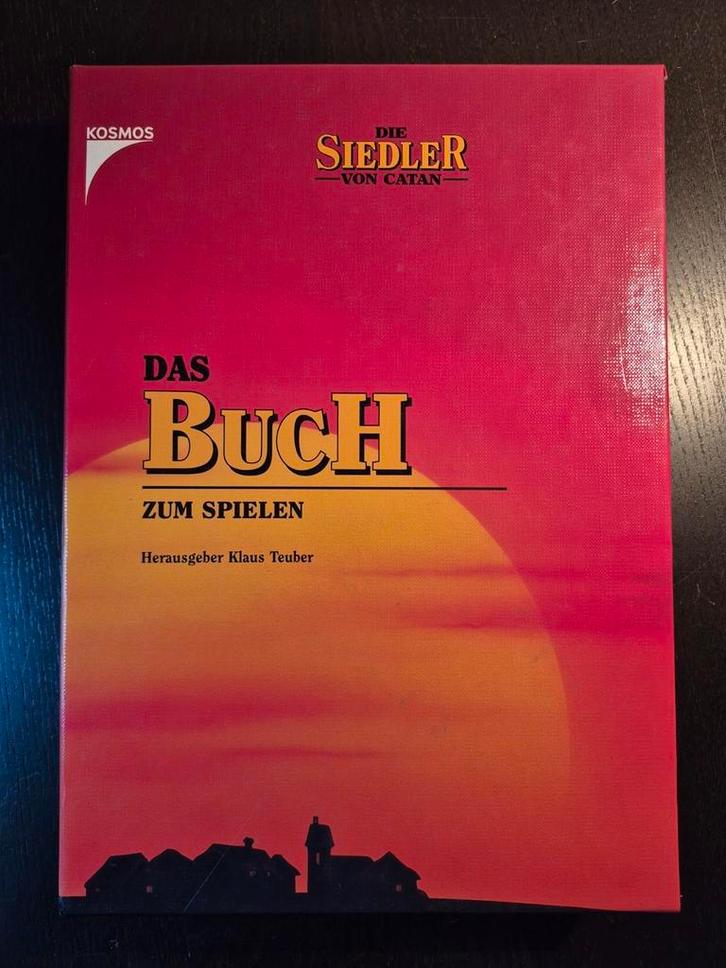 KOSMOS
DIE
SIEDLER
VON CATAN
DAS
BUCH
ZUM SPIELEN
Herausgeber Klaus Teuber